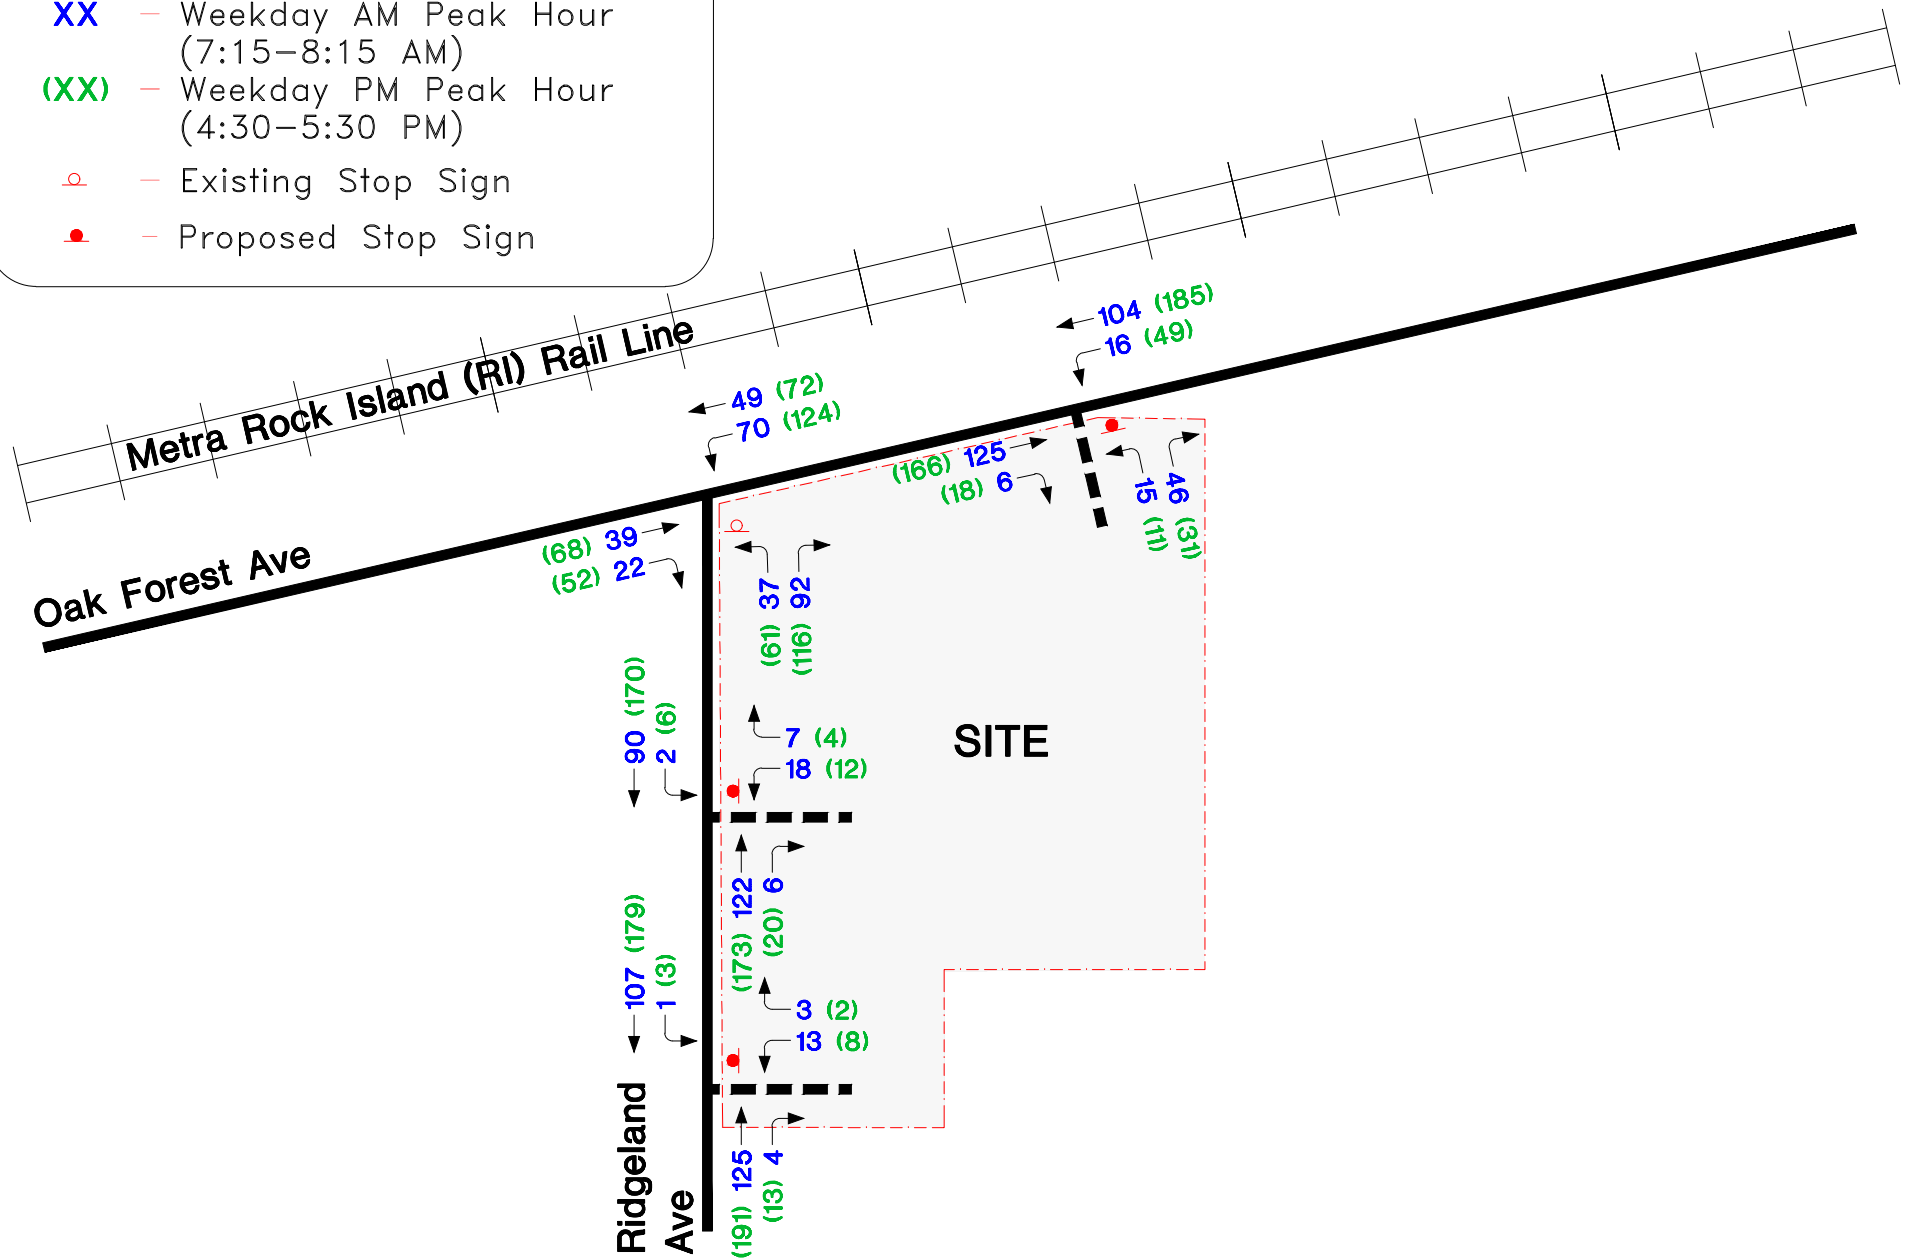 XX – Weekday AM Peak Hour
(7:15–8:15 AM)
(XX) – Weekday PM Peak Hour
(4:30–5:30 PM)
– Existing Stop Sign
– Proposed Stop Sign
Metra Rock Island (RI) Rail Line
Oak Forest Ave
104 (185)
16 (49)
49 (72)
70 (124)
(166) 125
(18) 6
15 (11)
46 (31)
(68) 39
(52) 22
(61) 37
(116) 92
90 (170)
2 (6)
7 (4)
18 (12)
SITE
(173) 122
(20) 6
107 (179)
1 (3)
3 (2)
13 (8)
(191) 125
(13) 4
Ridgeland
Ave